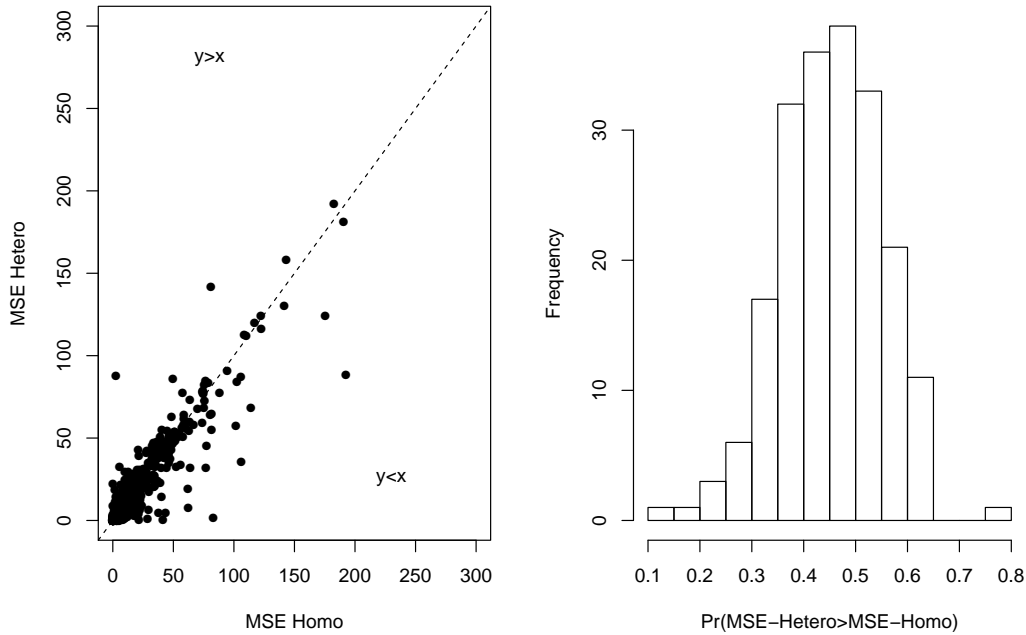 MSE Hetero
300
250
200
150
100
50
0
y>x
y<x
0 50 100 150 200 250 300
MSE Homo
Frequency
30
20
10
0
0.1 0.2 0.3 0.4 0.5 0.6 0.7 0.8
Pr(MSE−Hetero>MSE−Homo)